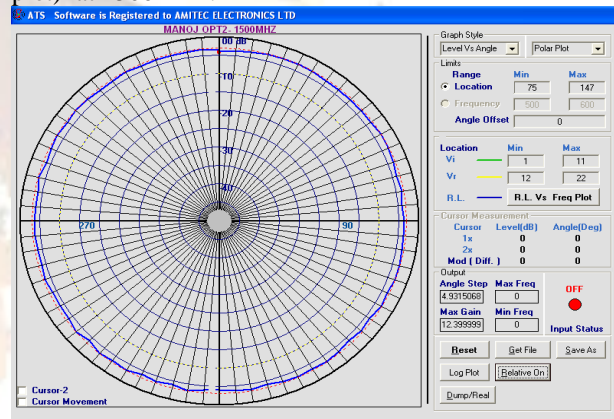 ATS Software is Registered to AMITEC ELECTRONICS LTD
MANOJ OPT2- 1500MHZ
00 dB
-10
20
30
40
270
90
Cursor-2
Cursor Movement
Graph Style
Level Vs Angle Polar Plot
Limits
Range Min Max
Location 75 147
Frequency 500 600
Angle Offset 0
Location Min Max
Vi 1 11
Vr 12 22
R.L. R.L. Vs Freq Plot
Cursor Measurement
Cursor Level(dB) Angle(Deg)
1x 0 0
2x 0 0
Mod ( Diff. ) 0 0
Output
Angle Step Max Freq
4.9315068 0
Max Gain Min Freq
12.399999 0
OFF
Input Status
Reset Get File Save As
Log Plot Relative On
Dump/Real